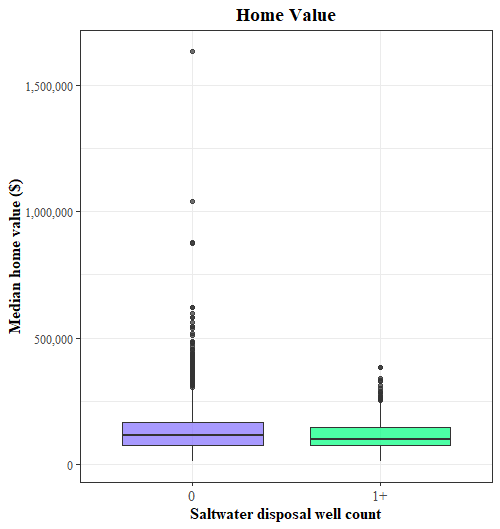 Home Value
Median home value ($)
1,500,000
1,000,000
500,000
0
0
1+
Saltwater disposal well count